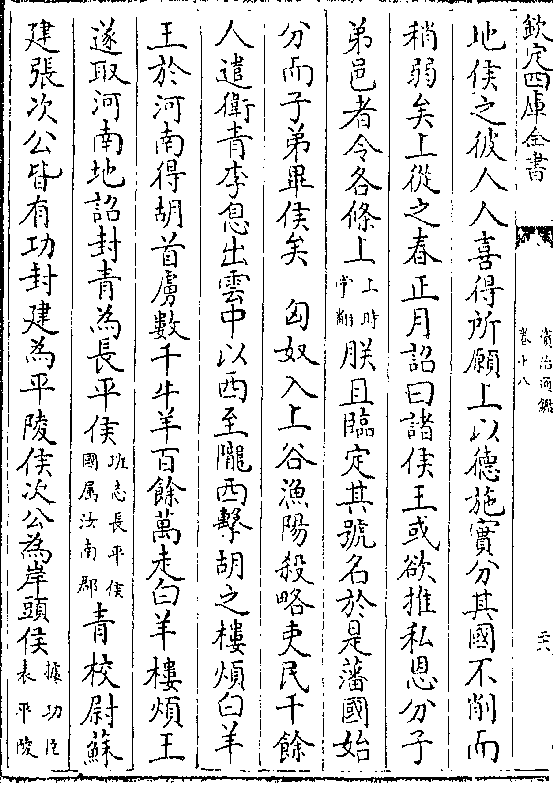 欽定四庫全書
資治通鑑
卷十八
二六
地侯之彼人人喜得所願上以德施實分其國不削而
稍弱矣上從之春正月詔曰諸侯王或欲推私恩分子
弟邑者令各條上上時掌翻朕且臨定其號名於是藩國始
分而子弟畢侯矣　匈奴入上谷漁陽殺略吏民千餘
人遣衛青李息出雲中以西至隴西擊胡之樓煩白羊
王於河南得胡首虜數千牛羊百餘萬走白羊樓煩王
遂取河南地詔封青為長平侯班志長平侯國屬汝南郡青校尉蘇
建張次公皆有功封建為平陵侯次公為岸頭侯據功臣表平陵